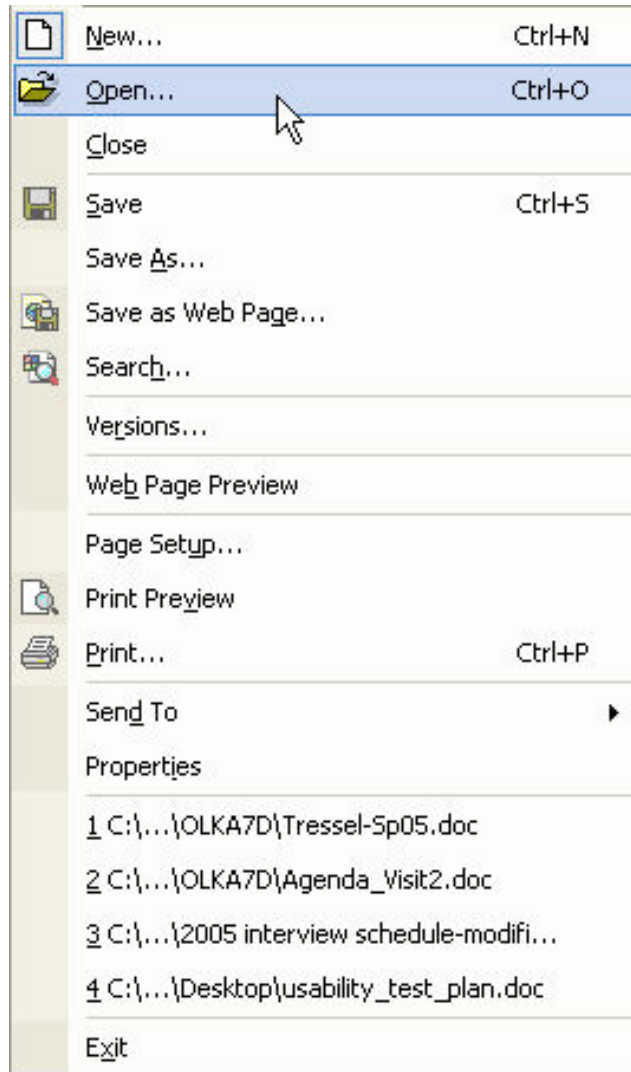 New... Ctrl+N
Open... Ctrl+O
Close
Save Ctrl+S
Save As...
Save as Web Page...
Search...
Versions...
Web Page Preview
Page Setup...
Print Preview
Print... Ctrl+P
Send To
Properties
1 C:\...\OLKA7D\Tressel-Sp05.doc
2 C:\...\OLKA7D\Agenda_Visit2.doc
3 C:\...\2005 interview schedule-modifi...
4 C:\...\Desktop\usability_test_plan.doc
Exit